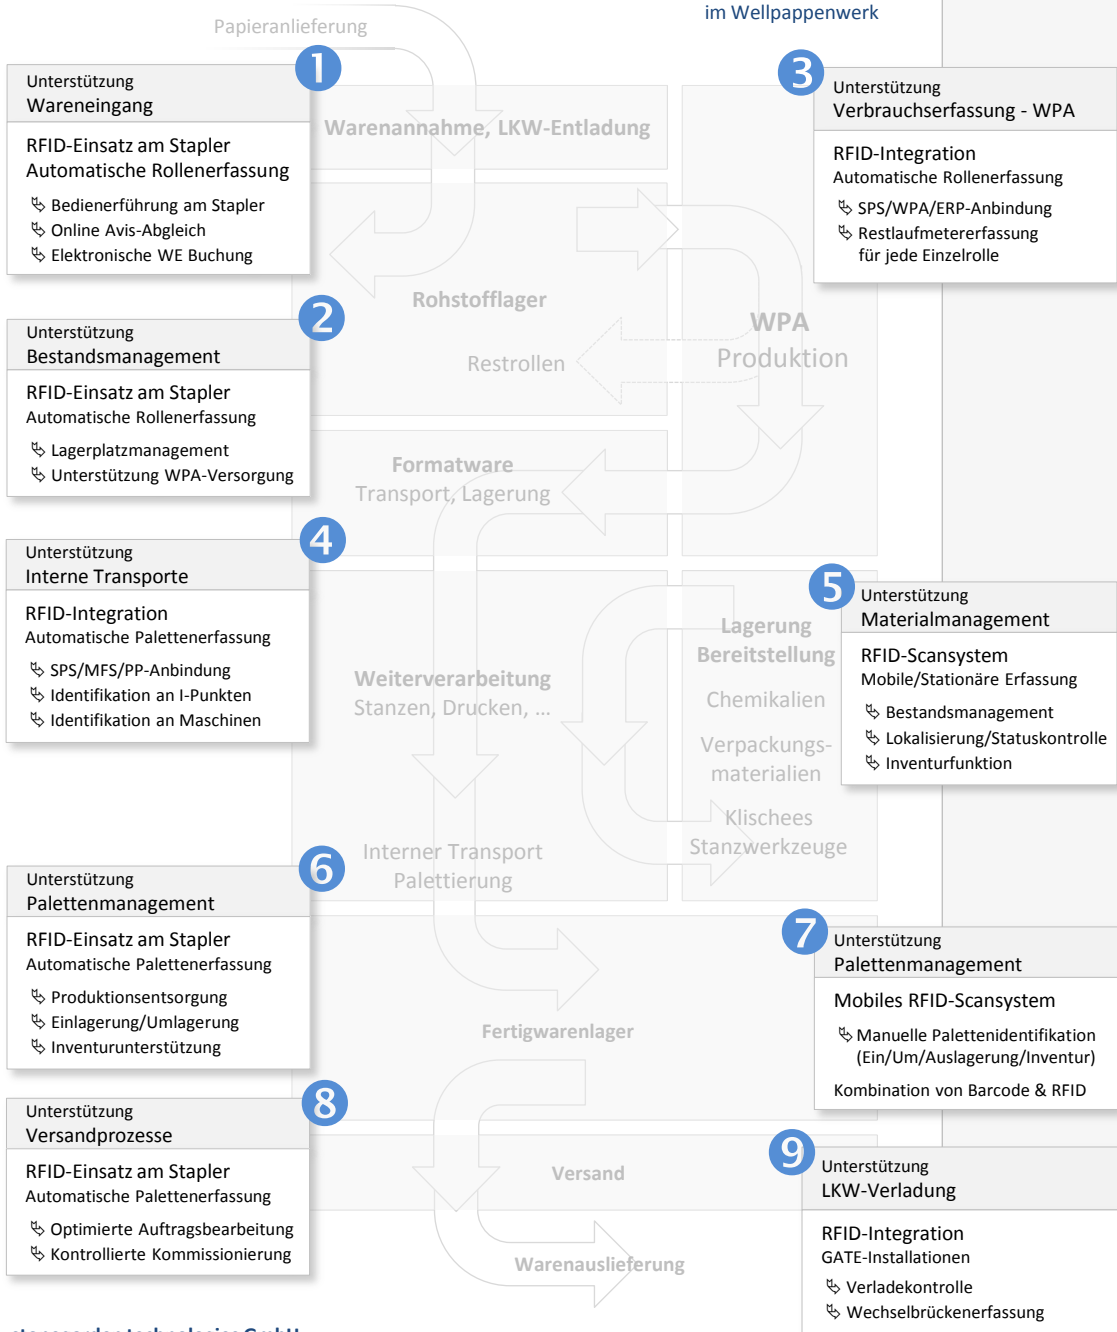 im Wellpappenwerk
Papieranlieferung
1
Unterstützung
Wareneingang
RFID-Einsatz am Stapler
Automatische Rollenerfassung
Bedienerführung am Stapler
Online Avis-Abgleich
Elektronische WE Buchung
3
Unterstützung
Verbrauchserfassung - WPA
RFID-Integration
Automatische Rollenerfassung
SPS/WPA/ERP-Anbindung
Restlaufmetererfassung
für jede Einzelrolle
Warenannahme, LKW-Entladung
Rohstofflager
Restrollen
WPA
Produktion
2
Unterstützung
Bestandsmanagement
RFID-Einsatz am Stapler
Automatische Rollenerfassung
Lagerplatzmanagement
Unterstützung WPA-Versorgung
Formatware
Transport, Lagerung
4
Unterstützung
Interne Transporte
RFID-Integration
Automatische Palettenerfassung
SPS/MFS/PP-Anbindung
Identifikation an I-Punkten
Identifikation an Maschinen
Weiterverarbeitung
Stanzen, Drucken, ...
Lagerung
Bereitstellung
Chemikalien
Verpackungs-
materialien
Klischees
Stanzwerkzeuge
5
Unterstützung
Materialmanagement
RFID-Scansystem
Mobile/Stationäre Erfassung
Bestandsmanagement
Lokalisierung/Statuskontrolle
Inventurfunktion
Interner Transport
Palettierung
6
Unterstützung
Palettenmanagement
RFID-Einsatz am Stapler
Automatische Palettenerfassung
Produktionsentsorgung
Einlagerung/Umlagerung
Inventurunterstützung
7
Unterstützung
Palettenmanagement
Mobiles RFID-Scansystem
Manuelle Palettenidentifikation
(Ein/Um/Auslagerung/Inventur)
Kombination von Barcode & RFID
Fertigwarenlager
8
Unterstützung
Versandprozesse
RFID-Einsatz am Stapler
Automatische Palettenerfassung
Optimierte Auftragsbearbeitung
Kontrollierte Kommissionierung
Versand
Warenauslieferung
9
Unterstützung
LKW-Verladung
RFID-Integration
GATE-Installationen
Verladekontrolle
Wechselbrückenerfassung